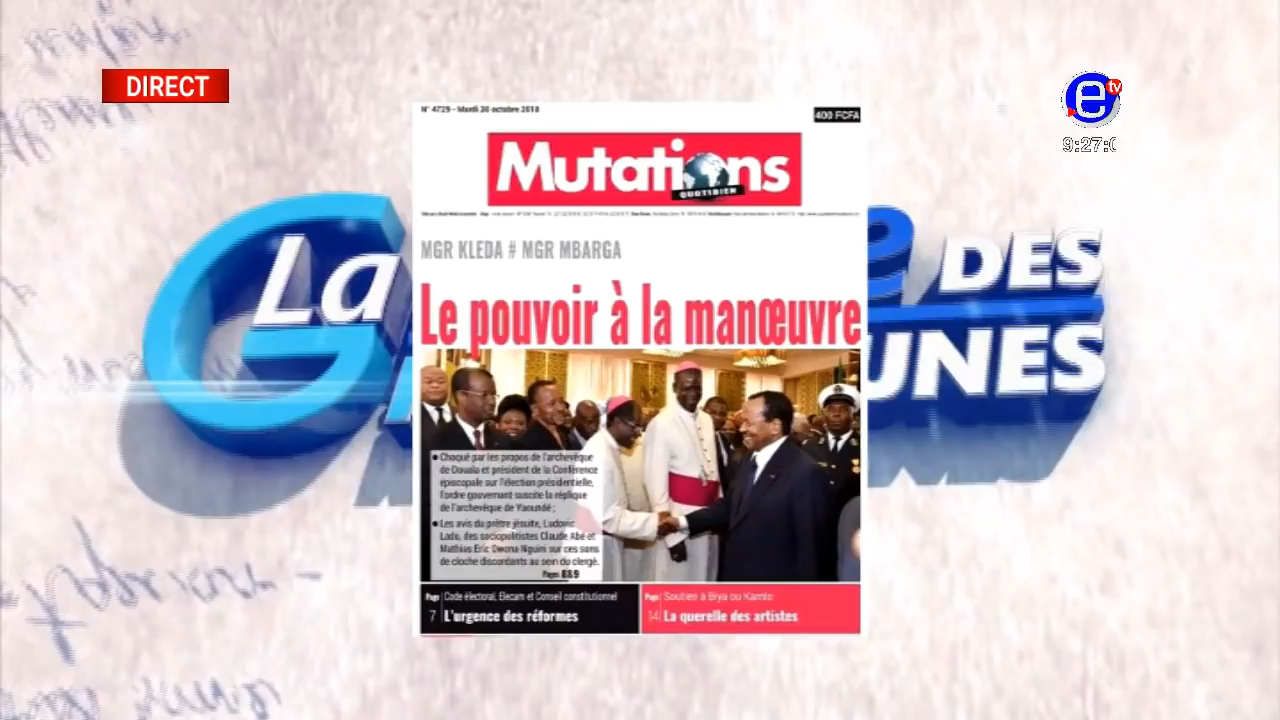 DIRECT
e tv
9:27:0
N° 4729 - Mardi 30 octobre 2018
400 FCFA
Mutations
QUOTIDIEN
MGR KLEDA # MGR MBARGA
Le pouvoir à la manœuvre
La
G
e DES
UNES
• Choqué par les propos de l'archevêque
de Douala et président de la Conférence
épiscopale sur l'élection présidentielle,
l'ordre gouvernant suscite la réplique
de l'archevêque de Yaoundé ;
• Les avis du prêtre jésuite, Ludovic
Lado, des sociopolitistes Claude Abé et
Mathias Eric Owona Nguini sur ces sons
de cloche discordants au sein du clergé.
Pages 8&9
Page 7 Code électoral, Elecam et Conseil constitutionnel
L'urgence des réformes
Page 14 Soutien à Biya ou Kamto
La querelle des artistes